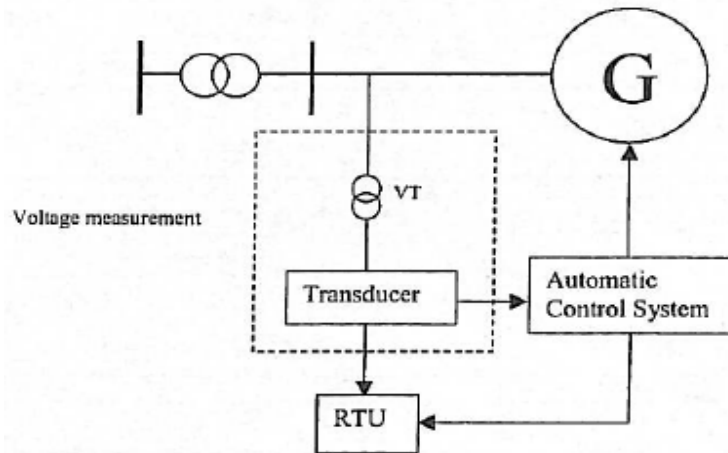 G
VT
Voltage measurement
Transducer
Automatic
Control System
RTU